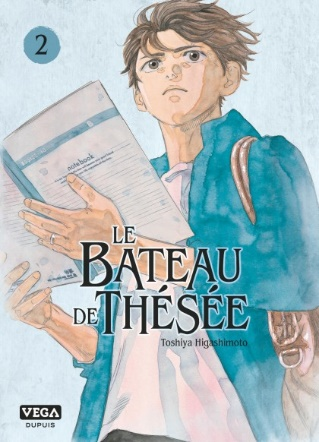 2
notebook
LE
BATEAU
DE THÉSÉE
Toshiya Higashimoto
VEGA
DUPUIS